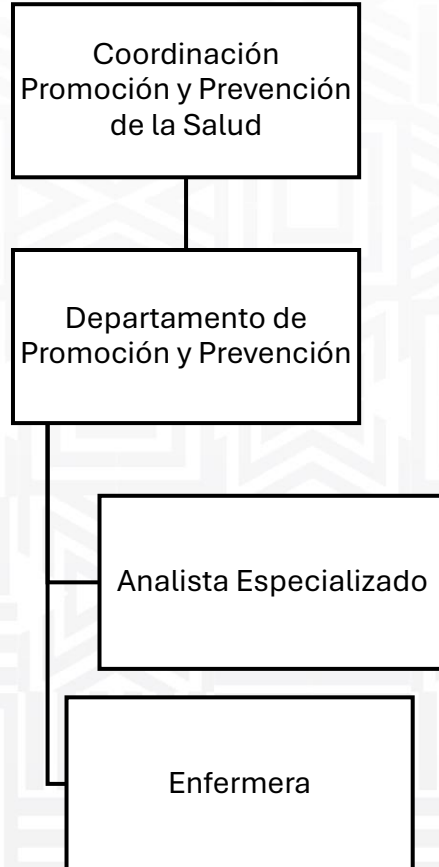 Coordinación
Promoción y Prevención
de la Salud
Departamento de
Promoción y Prevención
Analista Especializado
Enfermera